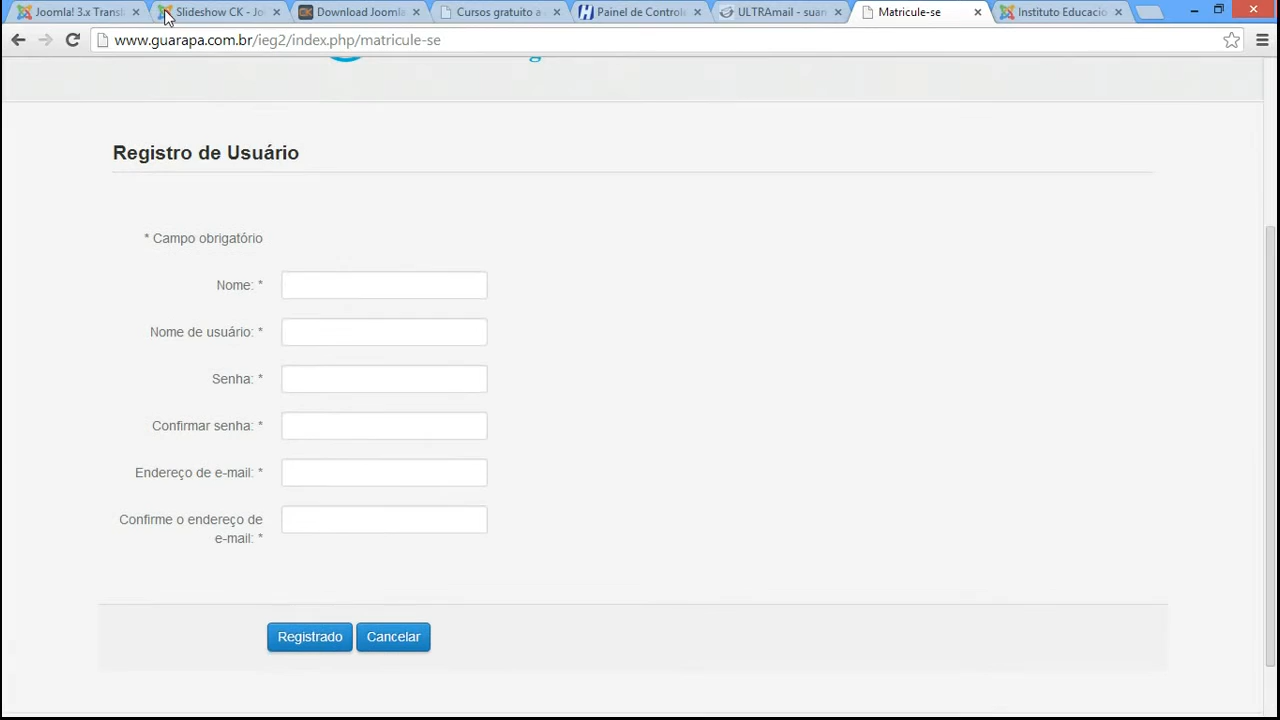 Joomla! 3.x Transl
Slideshow CK - Jo
Download Joomla
Cursos gratuito a
Painel de Controle
ULTRAmail - suan
Matricule-se
Instituto Educacio
www.guarapa.com.br/ieg2/index.php/matricule-se
Registro de Usuário
* Campo obrigatório
Nome: *
Nome de usuário: *
Senha: *
Confirmar senha: *
Endereço de e-mail: *
Confirme o endereço de
e-mail: *
Registrado
Cancelar